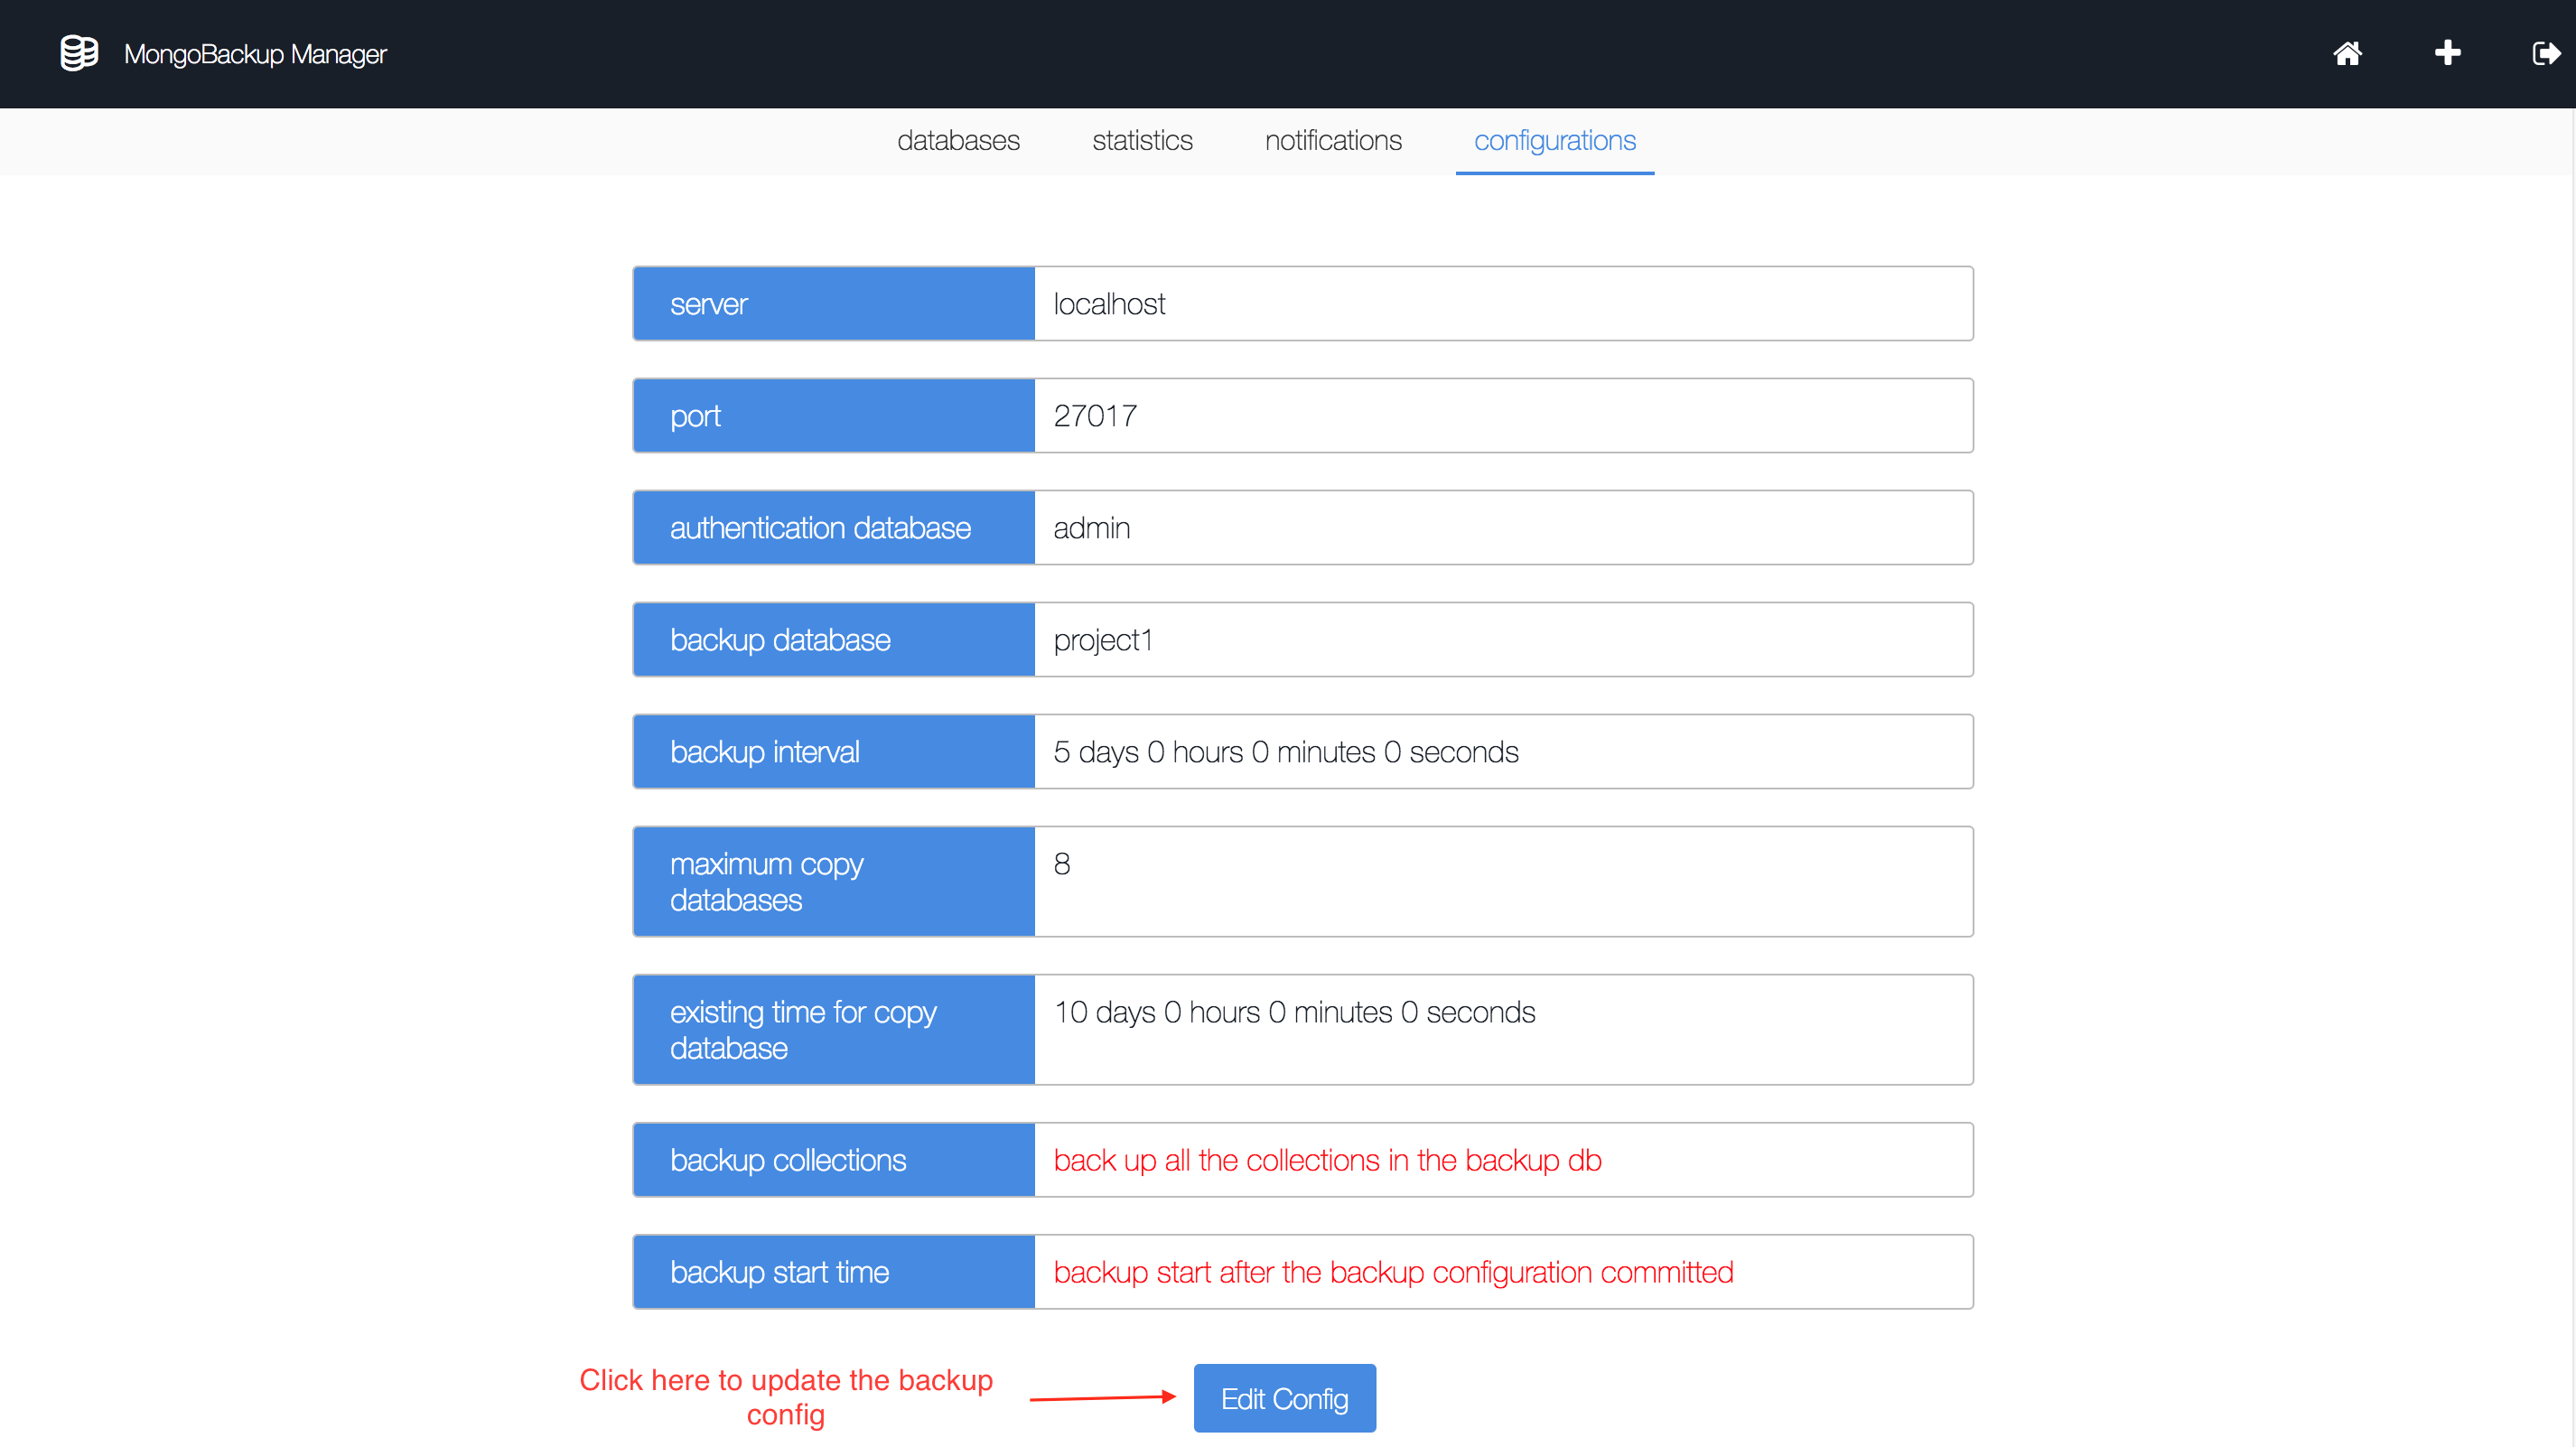 MongoBackup Manager
databases statistics notifications configurations
server localhost
port 27017
authentication database admin
backup database project1
backup interval 5 days 0 hours 0 minutes 0 seconds
maximum copy 8
databases
existing time for copy 10 days 0 hours 0 minutes 0 seconds
database
backup collections back up all the collections in the backup db
backup start time backup start after the backup configuration committed
Click here to update the backup
config
Edit Config